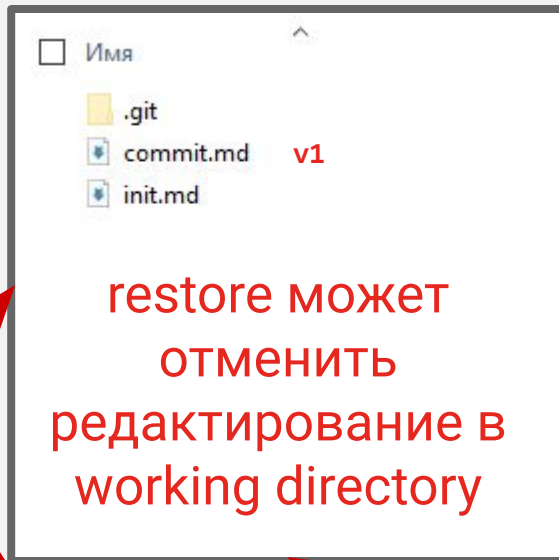 Имя
.git
commit.md v1
init.md
restore может
отменить
редактирование в
working directory